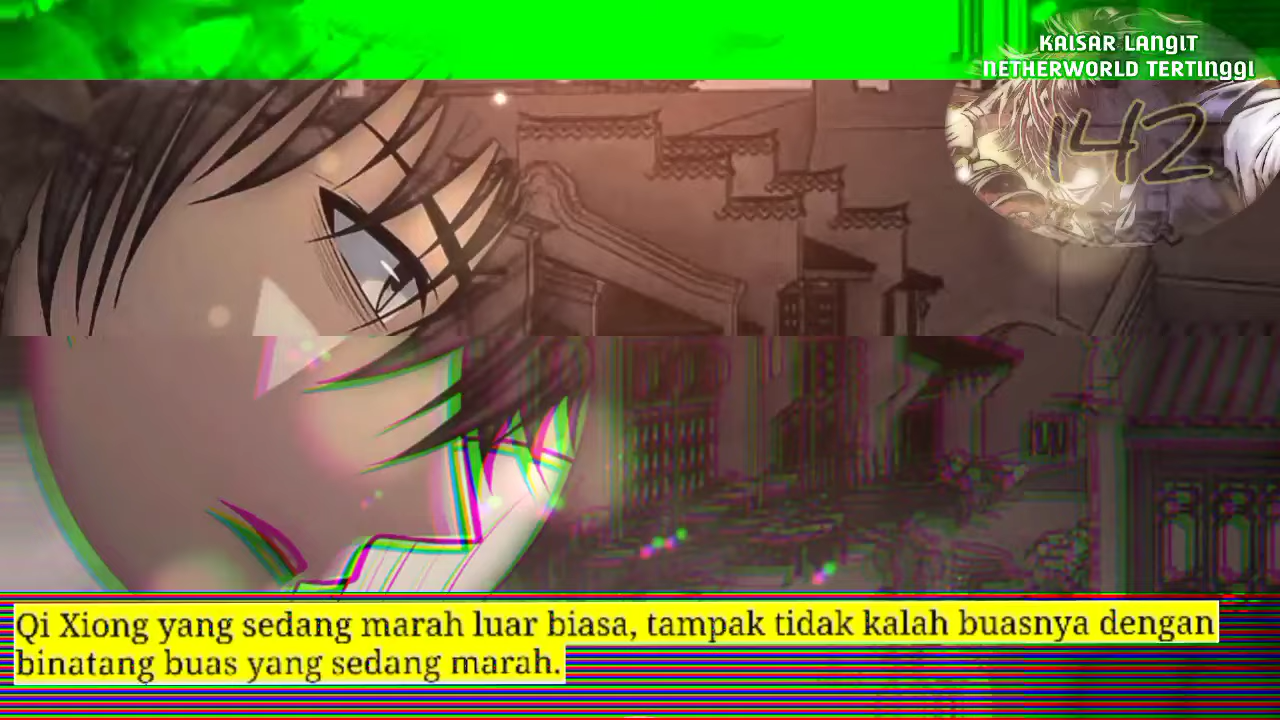 KAISAR LANGIT
NETHERWORLD TERTINGGI
142
Qi Xiong yang sedang marah luar biasa, tampak tidak kalah buasnya dengan
binatang buas yang sedang marah.